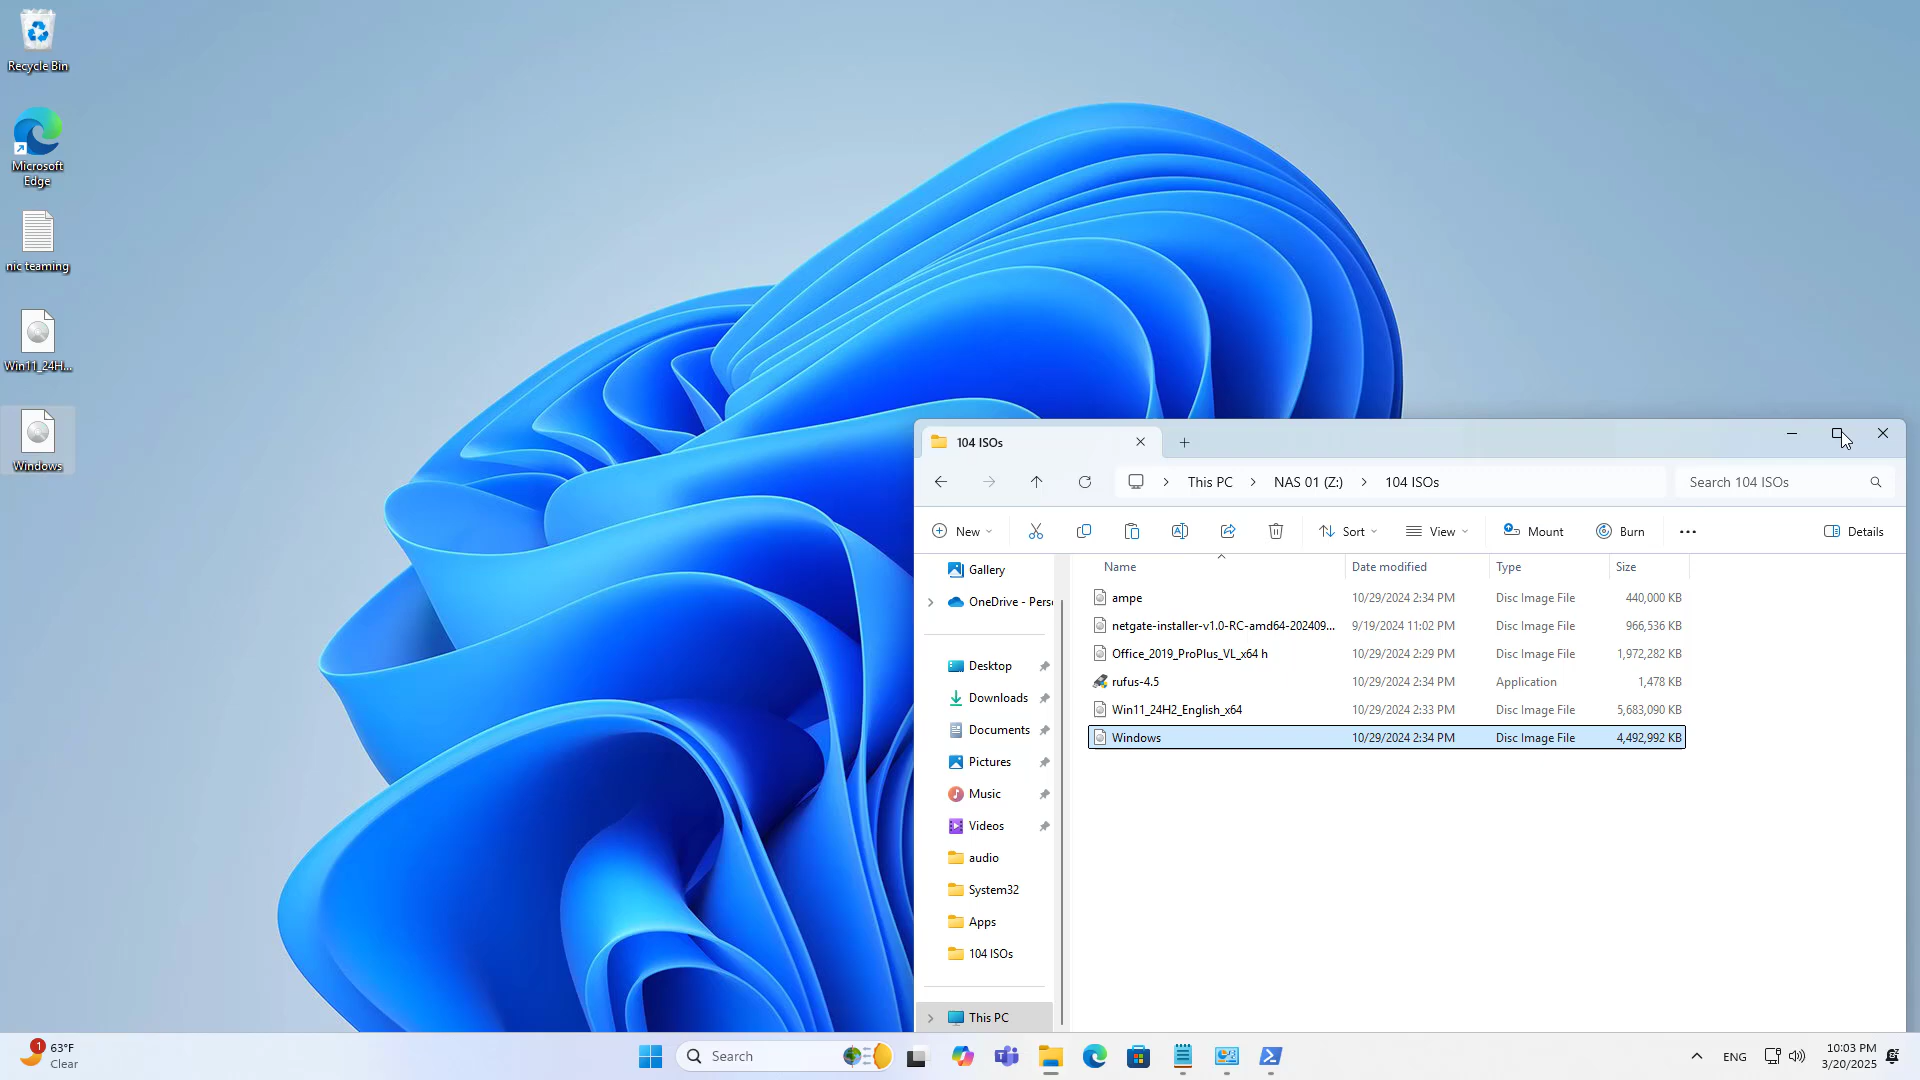 Recycle Bin
Microsoft
Edge
nic teaming
Win11_24H...
Windows
104 ISOs
This PC
NAS 01 (Z:)
104 ISOs
Search 104 ISOs
New
Sort
View
Mount
Burn
Details
Gallery
OneDrive - Pers
Desktop
Downloads
Documents
Pictures
Music
Videos
audio
System32
Apps
104 ISOs
This PC
Name Date modified Type Size
ampe 10/29/2024 2:34 PM Disc Image File 440,000 KB
netgate-installer-v1.0-RC-amd64-202409... 9/19/2024 11:02 PM Disc Image File 966,536 KB
Office_2019_ProPlus_VL_x64 h 10/29/2024 2:29 PM Disc Image File 1,972,282 KB
rufus-4.5 10/29/2024 2:34 PM Application 1,478 KB
Win11_24H2_English_x64 10/29/2024 2:33 PM Disc Image File 5,683,090 KB
Windows 10/29/2024 2:34 PM Disc Image File 4,492,992 KB
1
63°F
Clear
Search
ENG
10:03 PM
3/20/2025